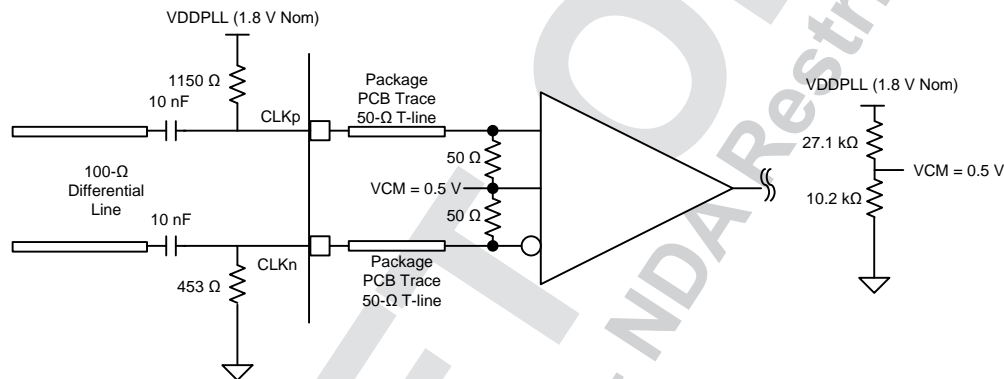 VDDPLL (1.8 V Nom)
1150 Ω
10 nF
CLKp
Package
PCB Trace
50-Ω T-line
100-Ω
Differential
Line
10 nF
CLKn
453 Ω
Package
PCB Trace
50-Ω T-line
50 Ω
VCM = 0.5 V
50 Ω
VDDPLL (1.8 V Nom)
27.1 kΩ
VCM = 0.5 V
10.2 kΩ
NDA